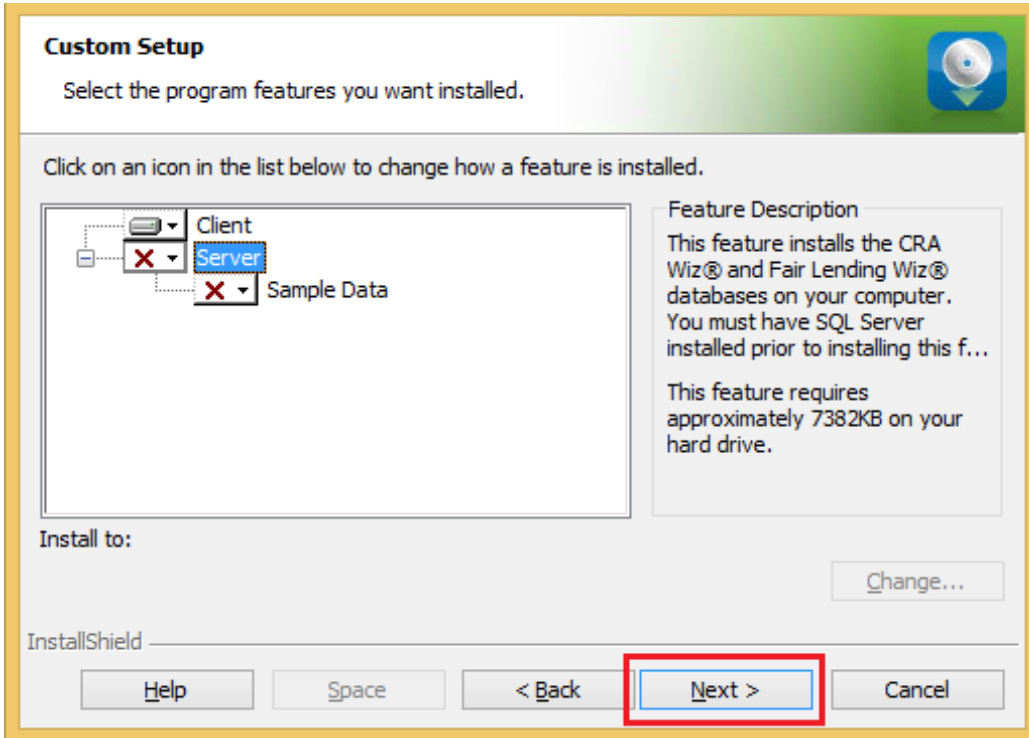 Custom Setup
Select the program features you want installed.
Click on an icon in the list below to change how a feature is installed.
Client
Server
Sample Data
Feature Description
This feature installs the CRA
Wiz® and Fair Lending Wiz®
databases on your computer.
You must have SQL Server
installed prior to installing this f...
This feature requires
approximately 7382KB on your
hard drive.
Install to:
Change...
InstallShield
Help
Space
< Back
Next >
Cancel